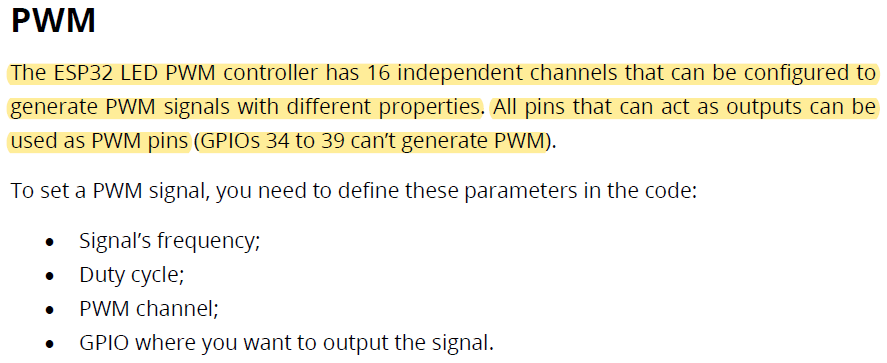 PWM
The ESP32 LED PWM controller has 16 independent channels that can be configured to
generate PWM signals with different properties. All pins that can act as outputs can be
used as PWM pins (GPIOs 34 to 39 can’t generate PWM).
To set a PWM signal, you need to define these parameters in the code:
• Signal’s frequency;
• Duty cycle;
• PWM channel;
• GPIO where you want to output the signal.